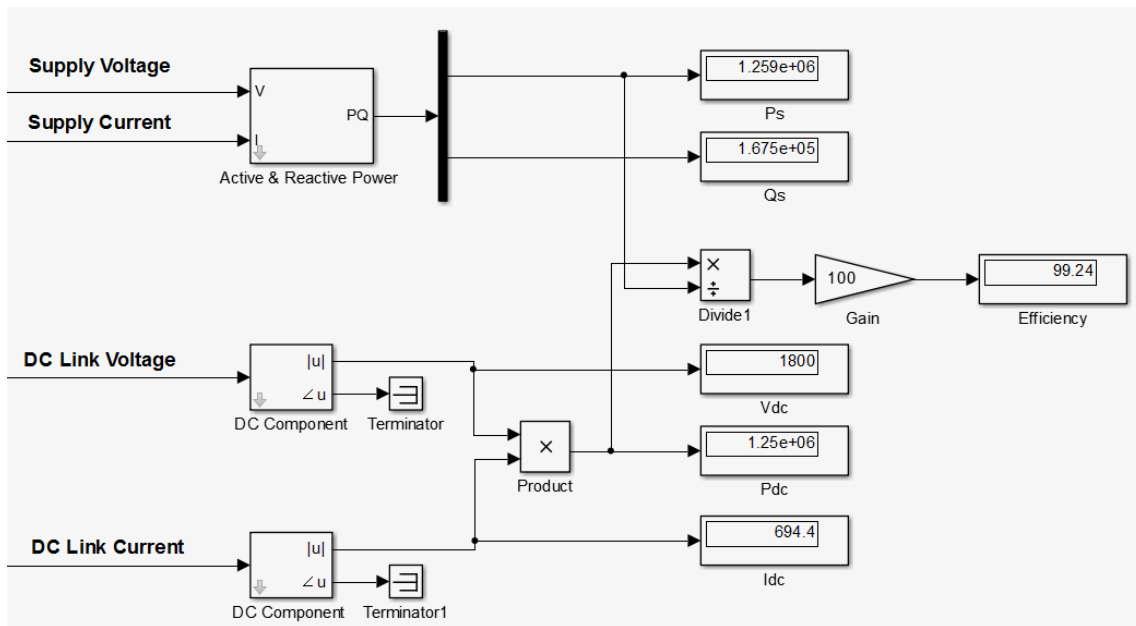 Supply Voltage
1.259e+06
V
PQ
Ps
Supply Current
I
1.675e+05
Active & Reactive Power
Qs
×
÷
100
99.24
Divide1
Gain
Efficiency
DC Link Voltage
|u|
∠u
1800
DC Component
Terminator
Vdc
×
1.25e+06
Product
Pdc
DC Link Current
|u|
∠u
694.4
DC Component
Terminator1
Idc